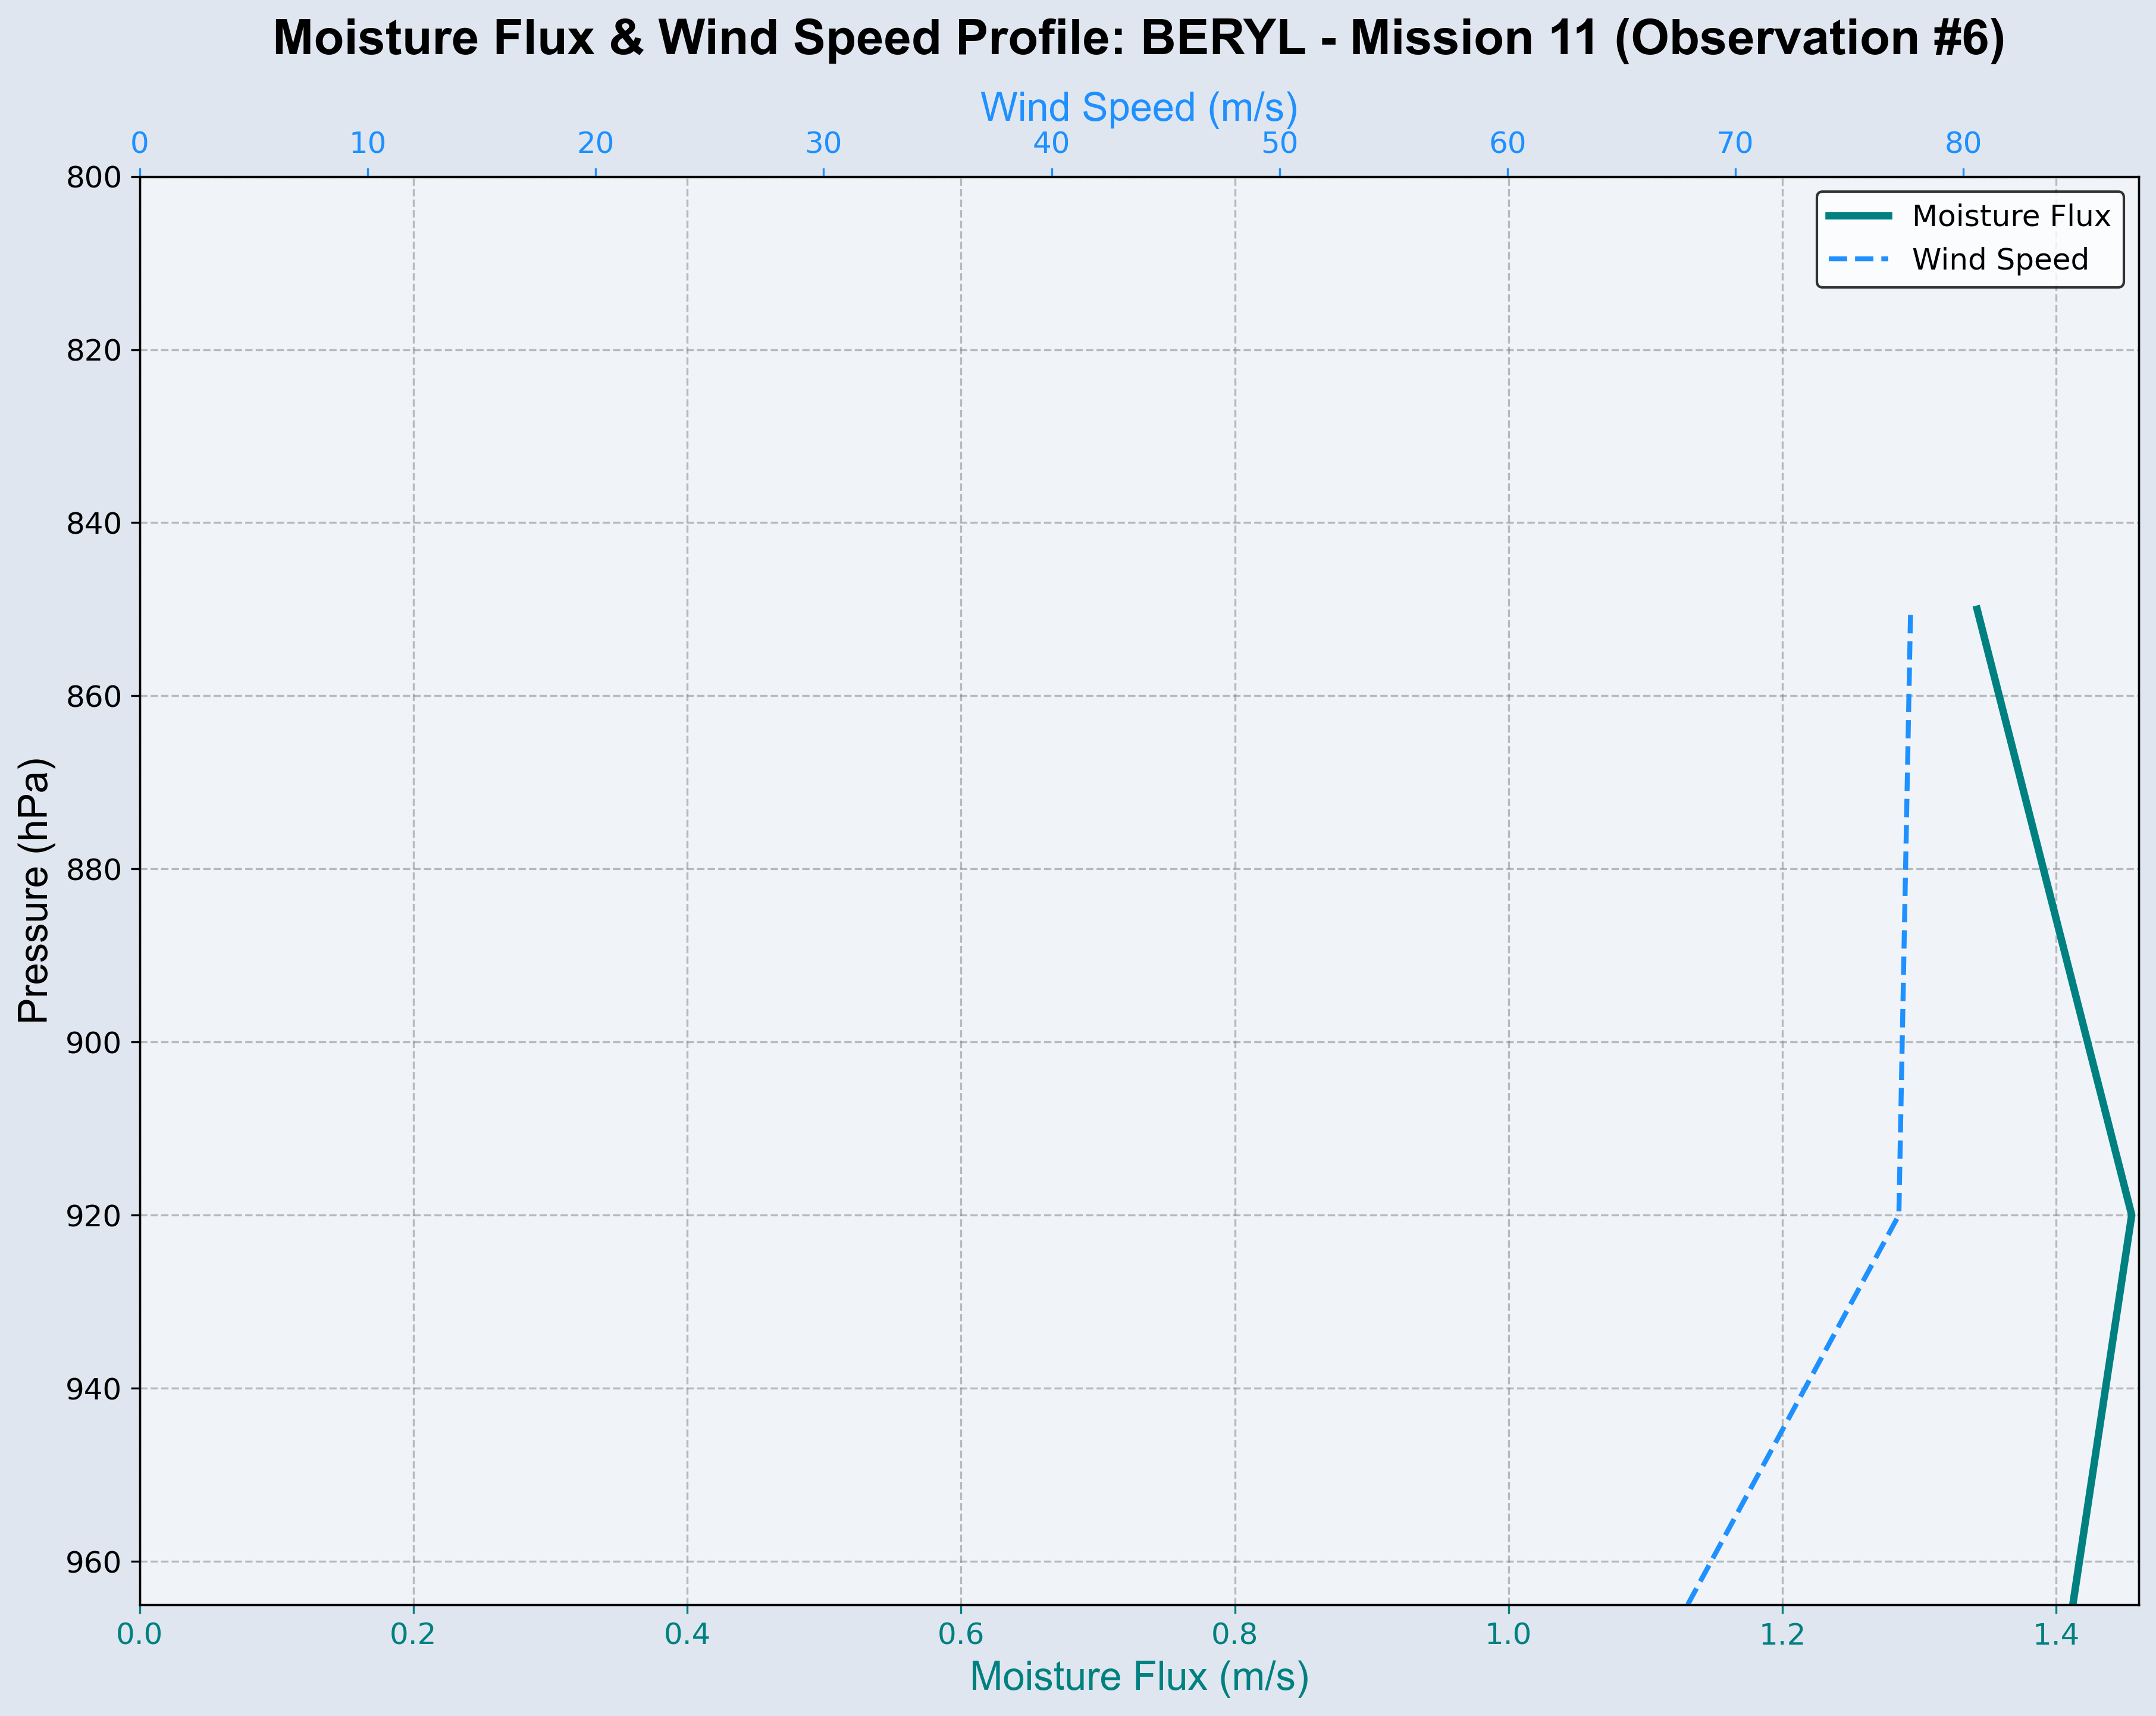 Moisture Flux & Wind Speed Profile: BERYL - Mission 11 (Observation #6)
Wind Speed (m/s)
0 10 20 30 40 50 60 70 80
Moisture Flux
Wind Speed
Pressure (hPa)
800
820
840
860
880
900
920
940
960
0.0 0.2 0.4 0.6 0.8 1.0 1.2 1.4
Moisture Flux (m/s)